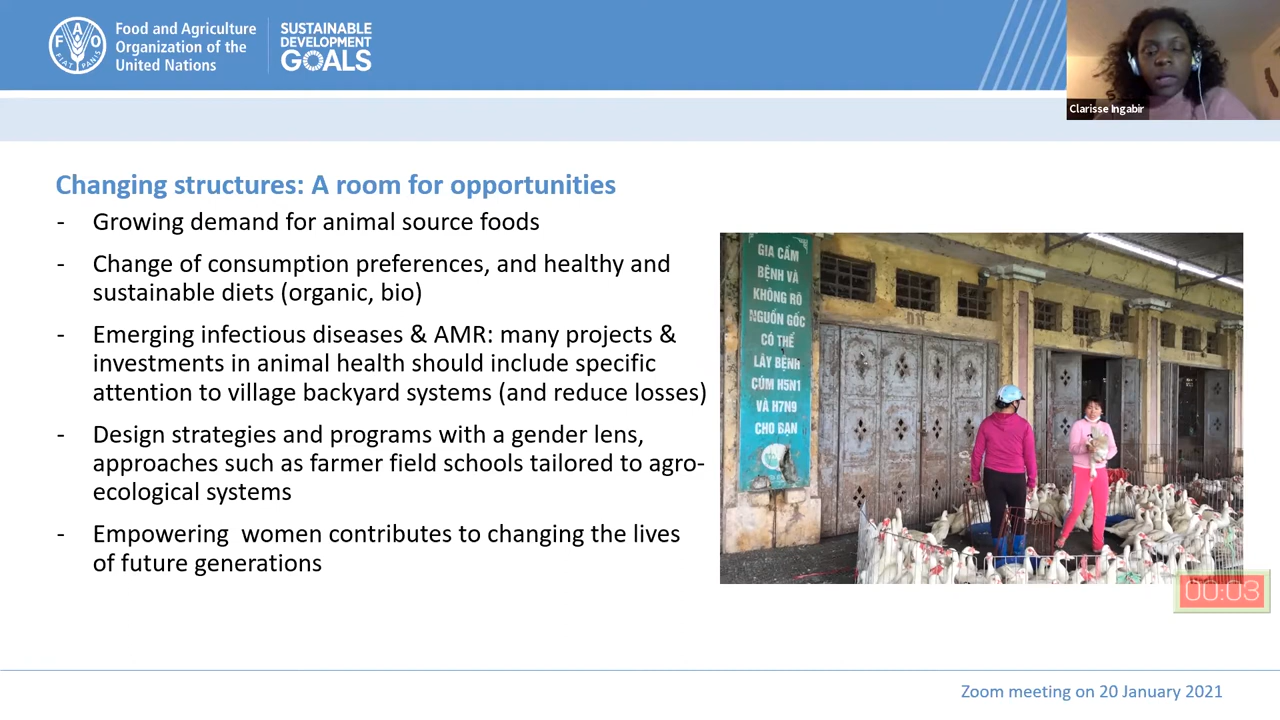 F A O
FIAT PANIS
Food and Agriculture
Organization of the
United Nations
SUSTAINABLE
DEVELOPMENT
GOALS
Clarisse Ingabir
Changing structures: A room for opportunities
- Growing demand for animal source foods
- Change of consumption preferences, and healthy and
sustainable diets (organic, bio)
- Emerging infectious diseases & AMR: many projects &
investments in animal health should include specific
attention to village backyard systems (and reduce losses)
- Design strategies and programs with a gender lens,
approaches such as farmer field schools tailored to agro-
ecological systems
- Empowering women contributes to changing the lives
of future generations
GIA CẦM
BỆNH VÀ
KHÔNG RÕ
NGUỒN GỐC
CÓ THỂ
LÂY BỆNH
CÚM H5N1
VÀ H7N9
CHO BẠN
00:03
Zoom meeting on 20 January 2021